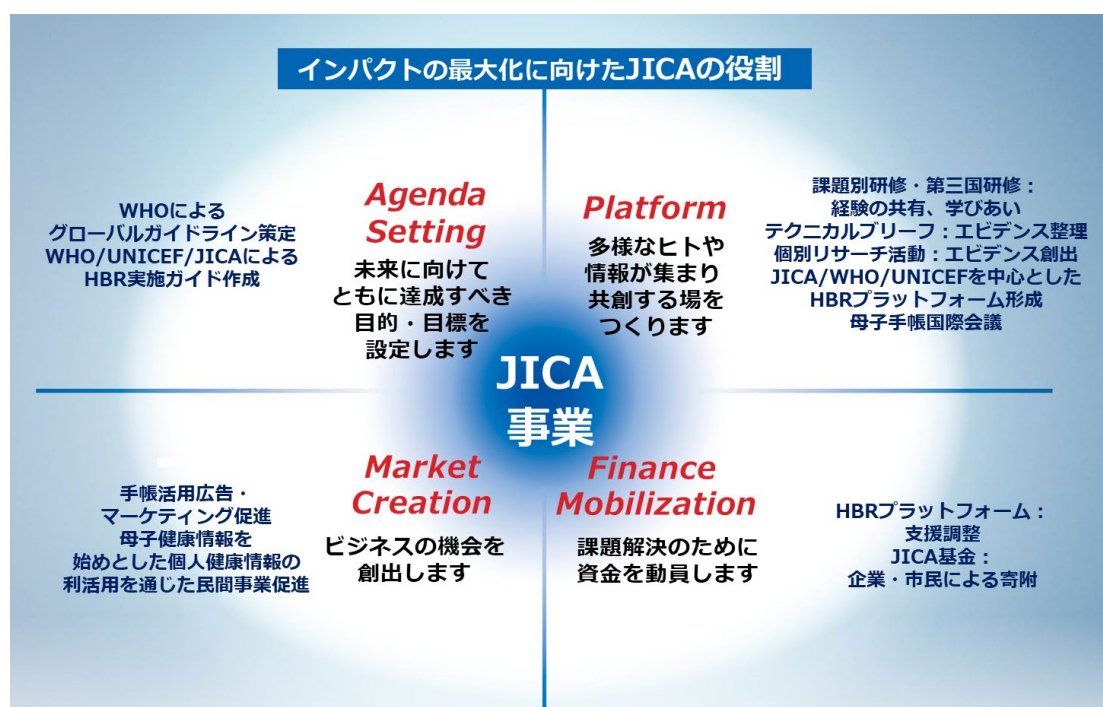 インパクトの最大化に向けたJICAの役割
WHOによる
グローバルガイドライン策定
WHO/UNICEF/JICAによる
HBR実施ガイド作成
Agenda
Setting
未来に向けて
ともに達成すべき
目的・目標を
設定します
Platform
多様なヒトや
情報が集まり
共創する場を
つくります
課題別研修・第三国研修：
経験の共有、学びあい
テクニカルブリーフ：エビデンス整理
個別リサーチ活動：エビデンス創出
JICA/WHO/UNICEFを中心とした
HBRプラットフォーム形成
母子手帳国際会議
JICA
事業
手帳活用広告・
マーケティング促進
母子健康情報を
始めとした個人健康情報の
利活用を通じた民間事業促進
Market
Creation
ビジネスの機会を
創出します
Finance
Mobilization
課題解決のために
資金を動員します
HBRプラットフォーム：
支援調整
JICA基金：
企業・市民による寄附